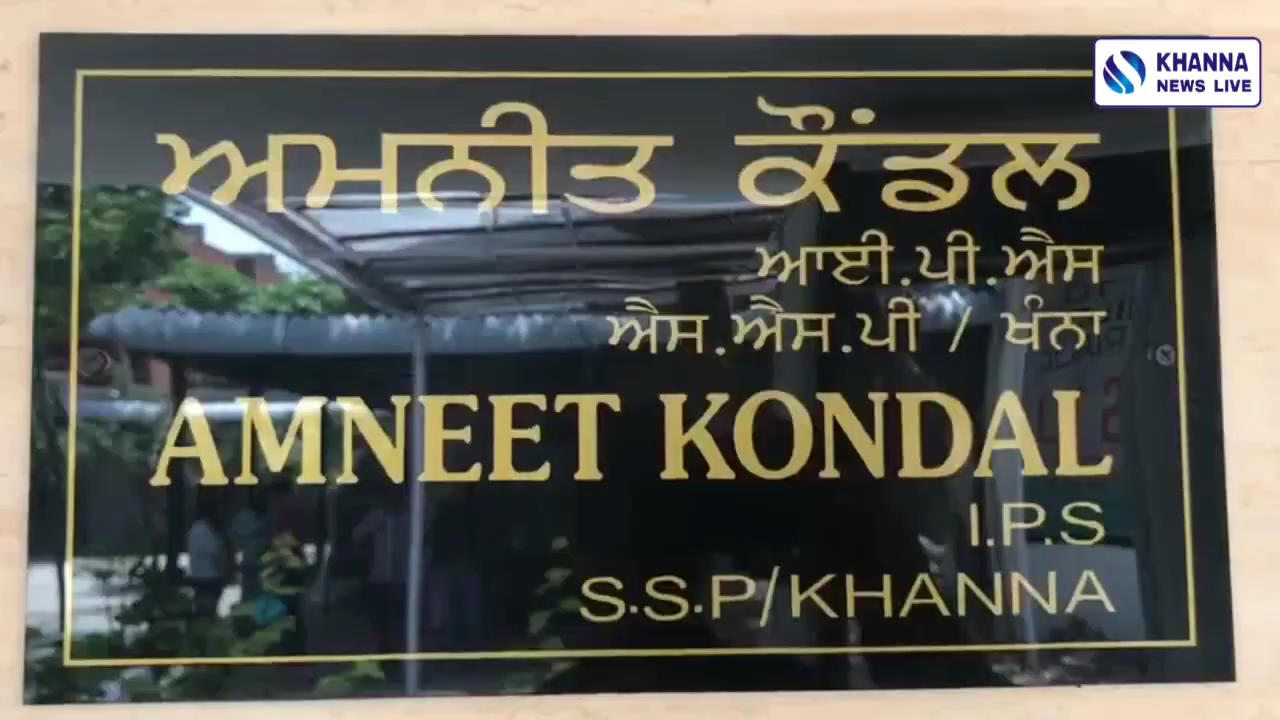 KHANNA
NEWS LIVE
ਅਮਨੀਤ ਕੌਂਡਲ
ਆਈ.ਪੀ.ਐਸ
ਐਸ.ਐਸ.ਪੀ / ਖੰਨਾ
AMNEET KONDAL
I.P.S
S.S.P/KHANNA